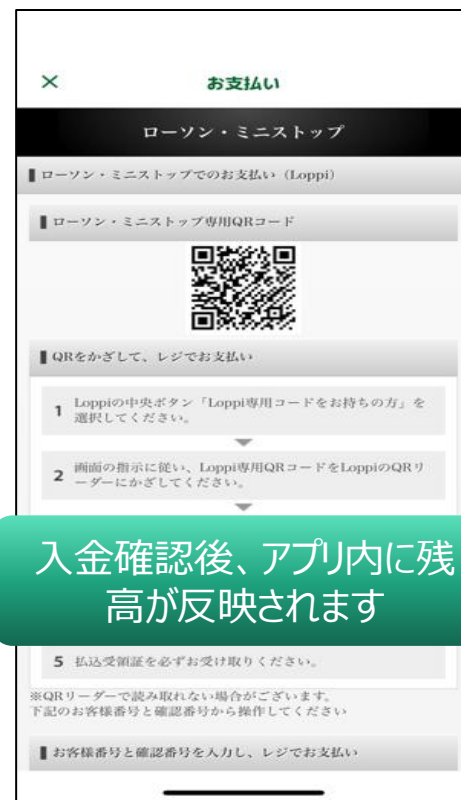 ×
お支払い
ローソン・ミニストップ
ローソン・ミニストップでのお支払い（Loppi）
ローソン・ミニストップ専用QRコード
QRをかざして、レジでお支払い
1 Loppiの中央ボタン「Loppi専用コードをお持ちの方」を
選択してください。
2 画面の指示に従い、Loppi専用QRコードをLoppiのQRリ
ーダーにかざしてください。
入金確認後、アプリ内に残
高が反映されます
5 払込受領証を必ずお受け取りください。
※QRリーダーで読み取れない場合がございます。
下記のお客様番号と確認番号から操作してください
お客様番号と確認番号を入力し、レジでお支払い